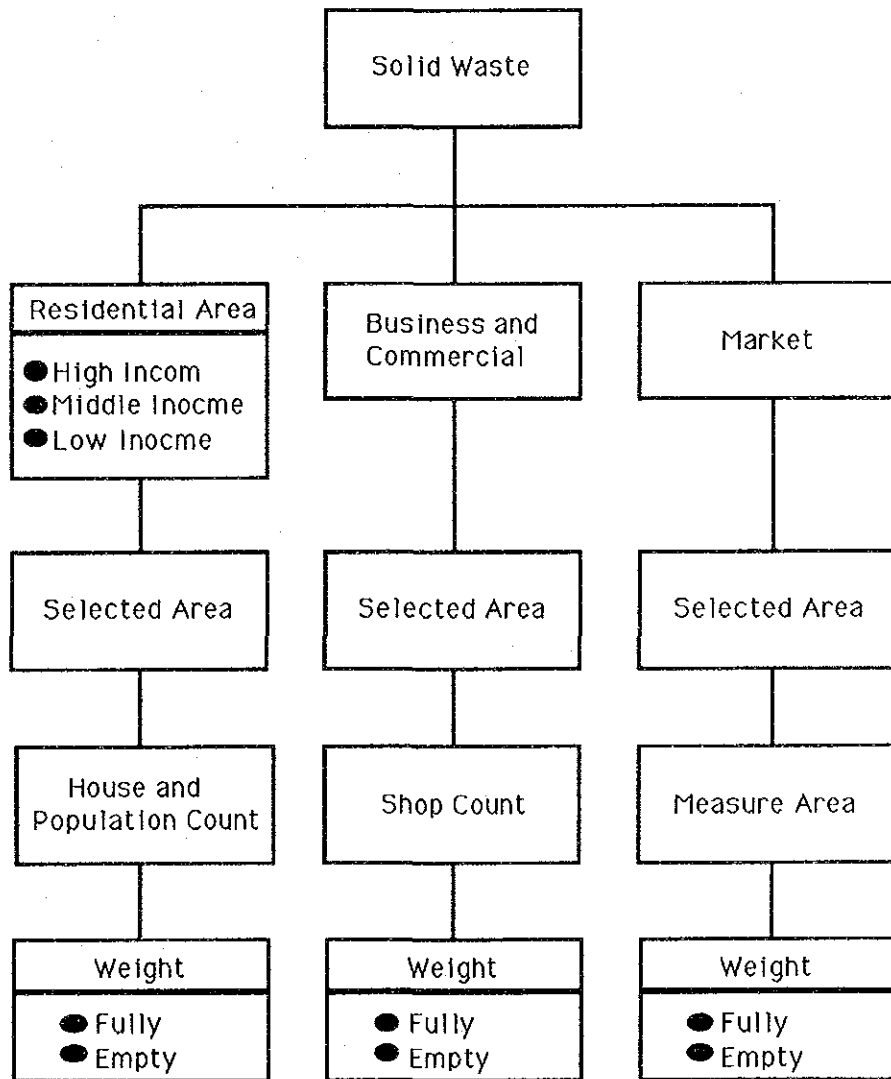 Solid Waste
Residential Area
● High Incom
● Middle Inocme
● Low Inocme
Business and
Commercial
Market
Selected Area
Selected Area
Selected Area
House and
Population Count
Shop Count
Measure Area
Weight
● Fully
● Empty
Weight
● Fully
● Empty
Weight
● Fully
● Empty